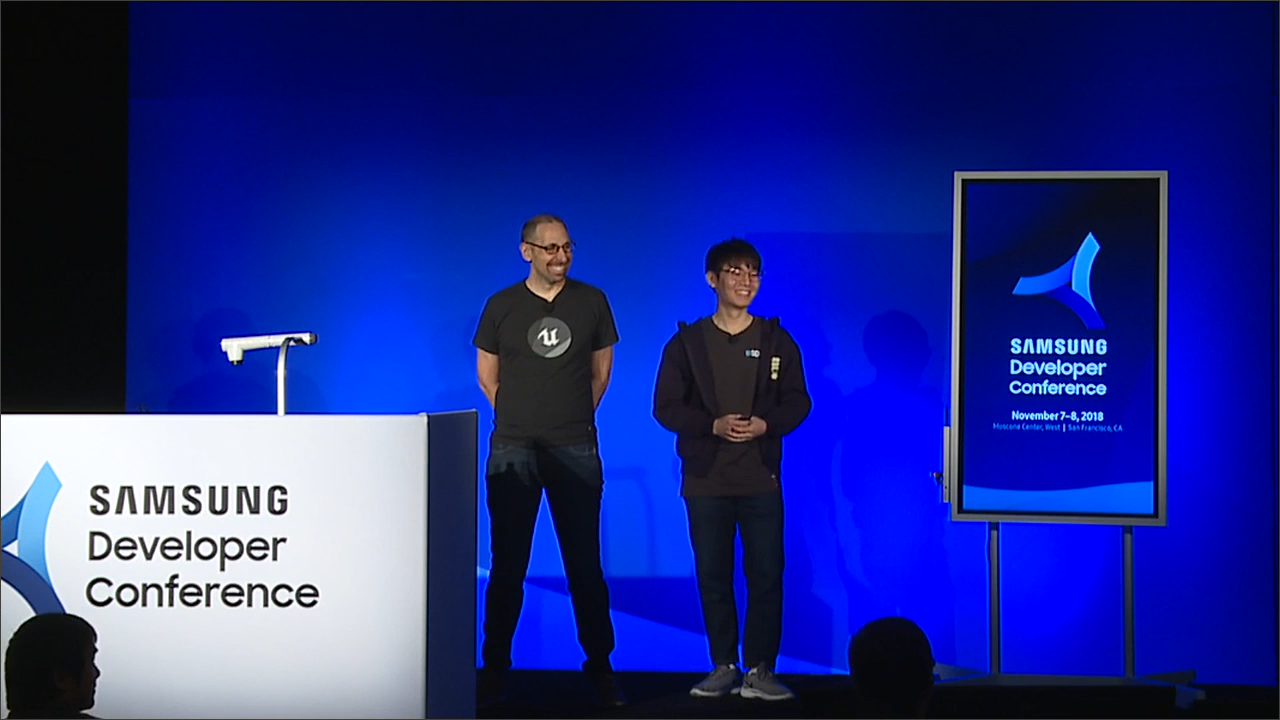 SAMSUNG
Developer
Conference
SAMSUNG
Developer
Conference
November 7–8, 2018
Moscone Center, West | San Francisco, CA